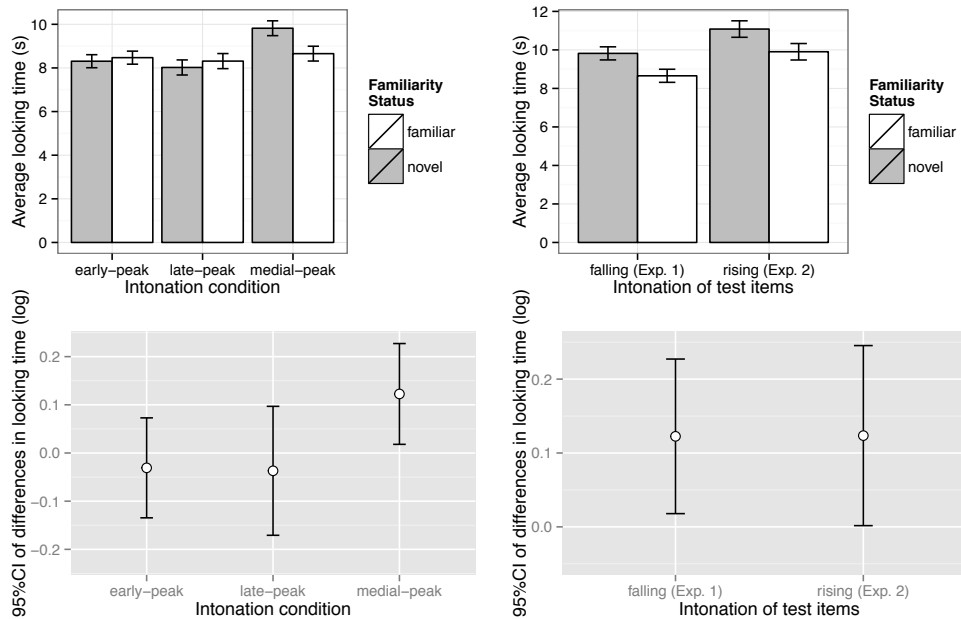 Average looking time (s)
10
8
6
4
2
0
early−peak late−peak medial−peak
Intonation condition
Familiarity
Status
familiar
novel
Average looking time (s)
12
10
8
6
4
2
0
falling (Exp. 1) rising (Exp. 2)
Intonation of test items
Familiarity
Status
familiar
novel
95%CI of differences in looking time (log)
0.2
0.1
0.0
−0.1
−0.2
early−peak late−peak medial−peak
Intonation condition
95%CI of differences in looking time (log)
0.2
0.1
0.0
falling (Exp. 1) rising (Exp. 2)
Intonation of test items